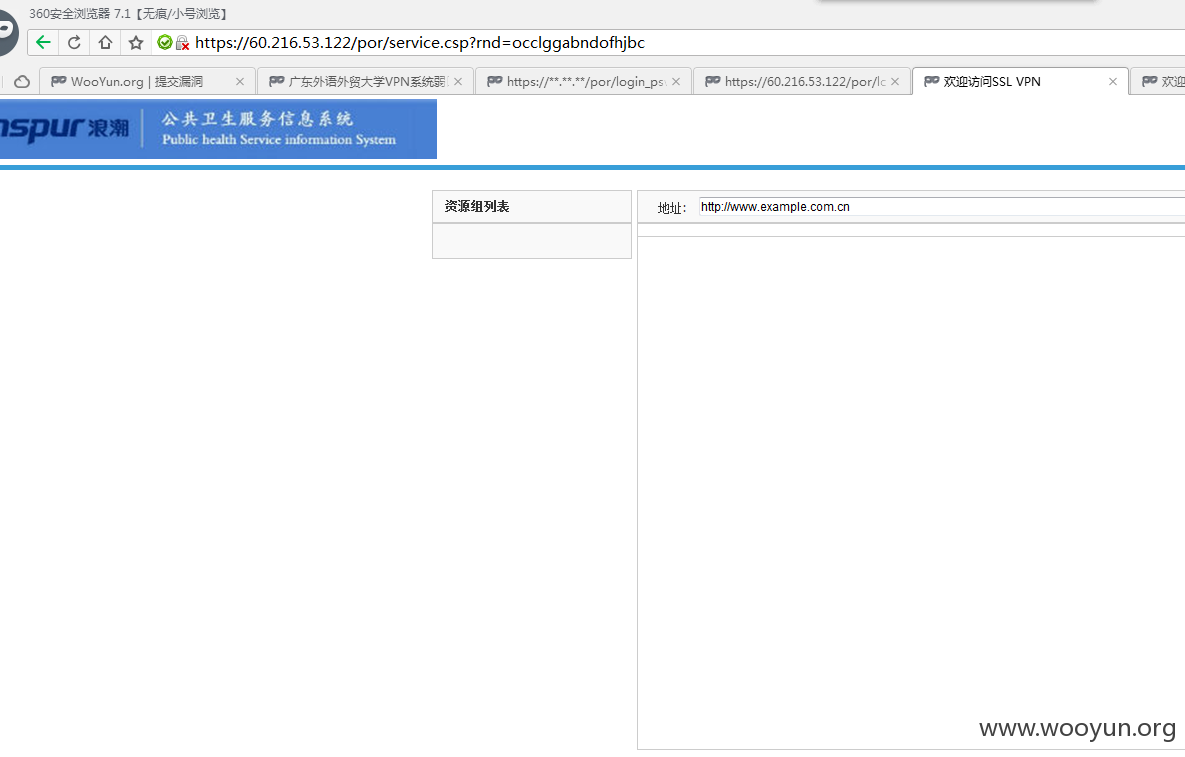 360安全浏览器 7.1【无痕/小号浏览】
https://60.216.53.122/por/service.csp?rnd=occlggabndofhjbc
WooYun.org | 提交漏洞
广东外语外贸大学VPN系统弱
https://**.**.**/por/login_ps
https://60.216.53.122/por/lc
欢迎访问SSL VPN
欢迎
nspur 浪潮
公共卫生服务信息系统
Public health Service information System
资源组列表
地址： http://www.example.com.cn
www.wooyun.org